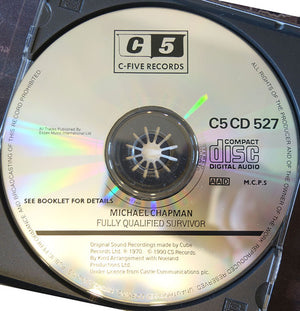 C5
C-FIVE RECORDS
ALL RIGHTS OF THE PRODUCER AND OF THE OWNER OF THE WORK REPRODUCED RESERVED
BROADCASTING OF THIS RECORD PROHIBITED
C5 CD 527
All Tracks Published By
Essex Music International Ltd
COMPACT
disc
DIGITAL AUDIO
AAD
M.C.P.S
SEE BOOKLET FOR DETAILS
MICHAEL CHAPMAN
FULLY QUALIFIED SURVIVOR
Original Sound Recordings made by Cube
Records Ltd. ℗ 1970. © 1990 C5 Records.
By Kind Arrangement with
Productions Ltd
Under Licence from Castle Communications plc.